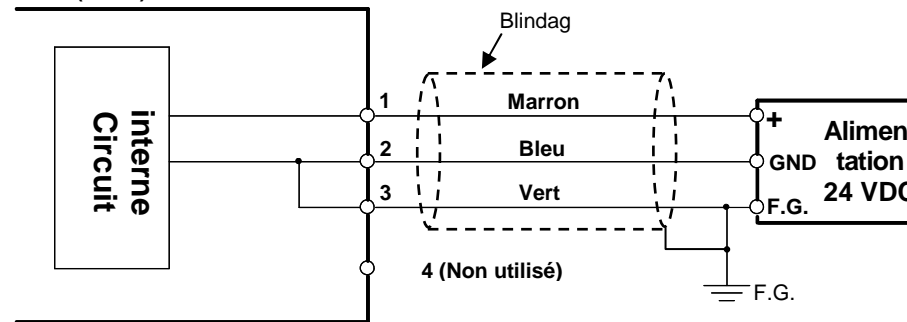 Blindag
1
Marron
2
Bleu
3
Vert
4 (Non utilisé)
Circuit
interne
+
GND
F.G.
Alimen
tation
24 VDC
F.G.